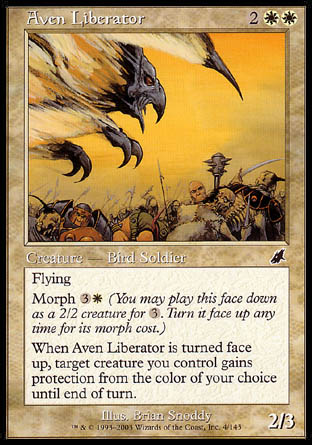 Aven Liberator 2
Creature — Bird Soldier
Flying
Morph 3 (You may play this face down
as a 2/2 creature for 3. Turn it face up any
time for its morph cost.)
When Aven Liberator is turned face
up, target creature you control gains
protection from the color of your choice
until end of turn.
Illus. Brian Snoddy
™ & © 1993-2003 Wizards of the Coast, Inc. 4/143
2/3